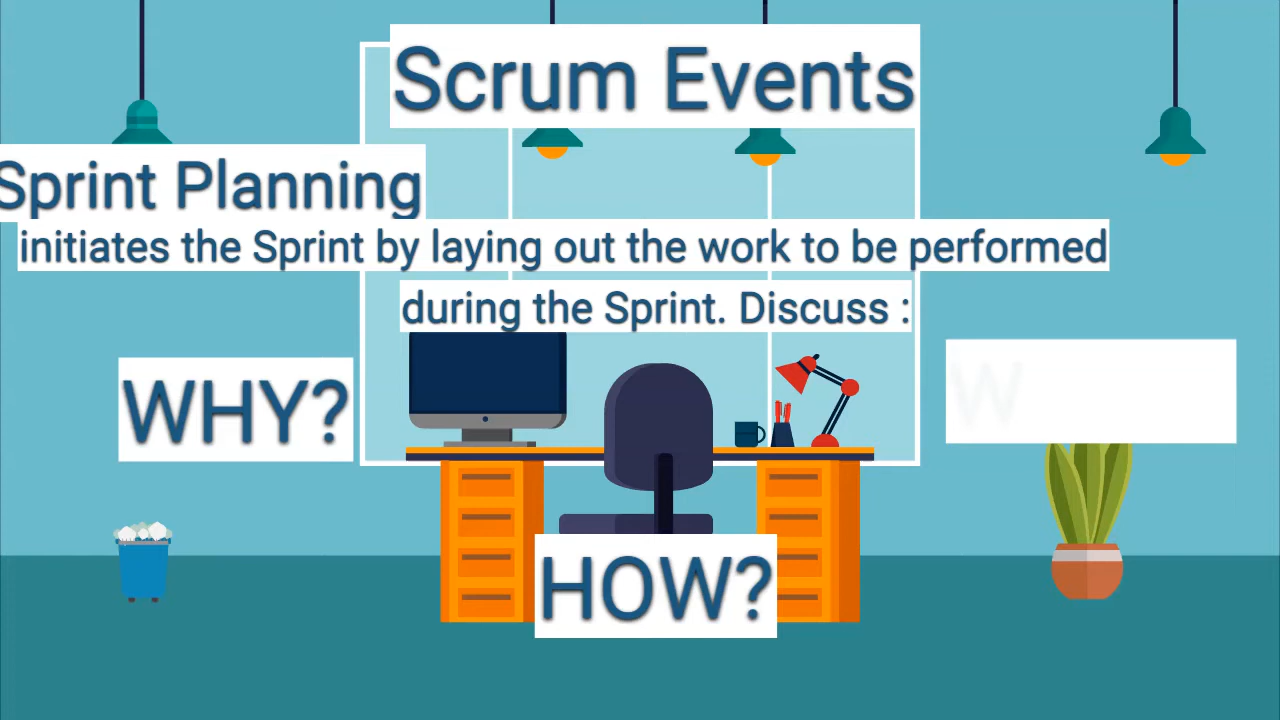 Scrum Events
Sprint Planning
initiates the Sprint by laying out the work to be performed
during the Sprint. Discuss :
WHY?
W
HOW?